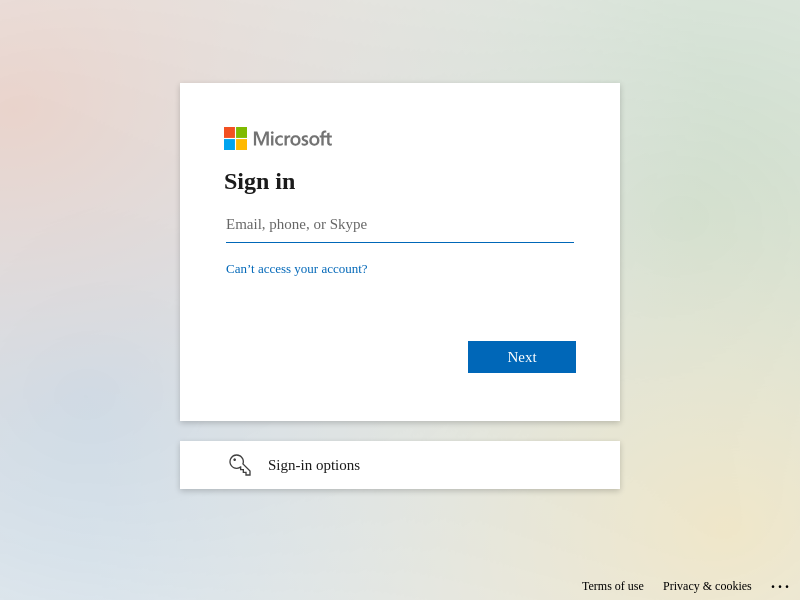 Microsoft
Sign in
Email, phone, or Skype
Can’t access your account?
Next
Sign-in options
Terms of use Privacy & cookies ...